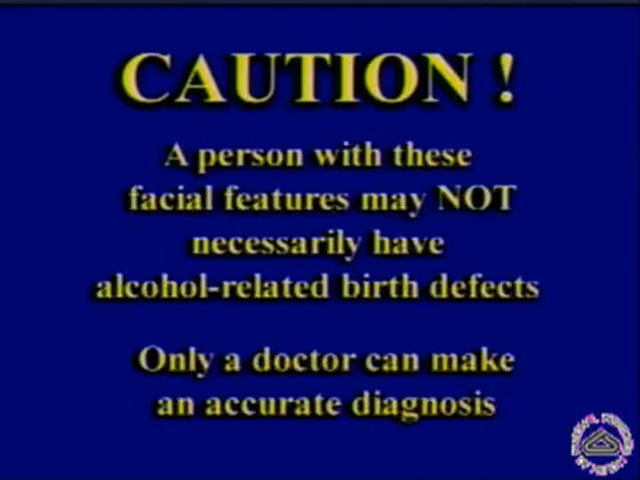 CAUTION !
A person with these
facial features may NOT
necessarily have
alcohol-related birth defects
Only a doctor can make
an accurate diagnosis